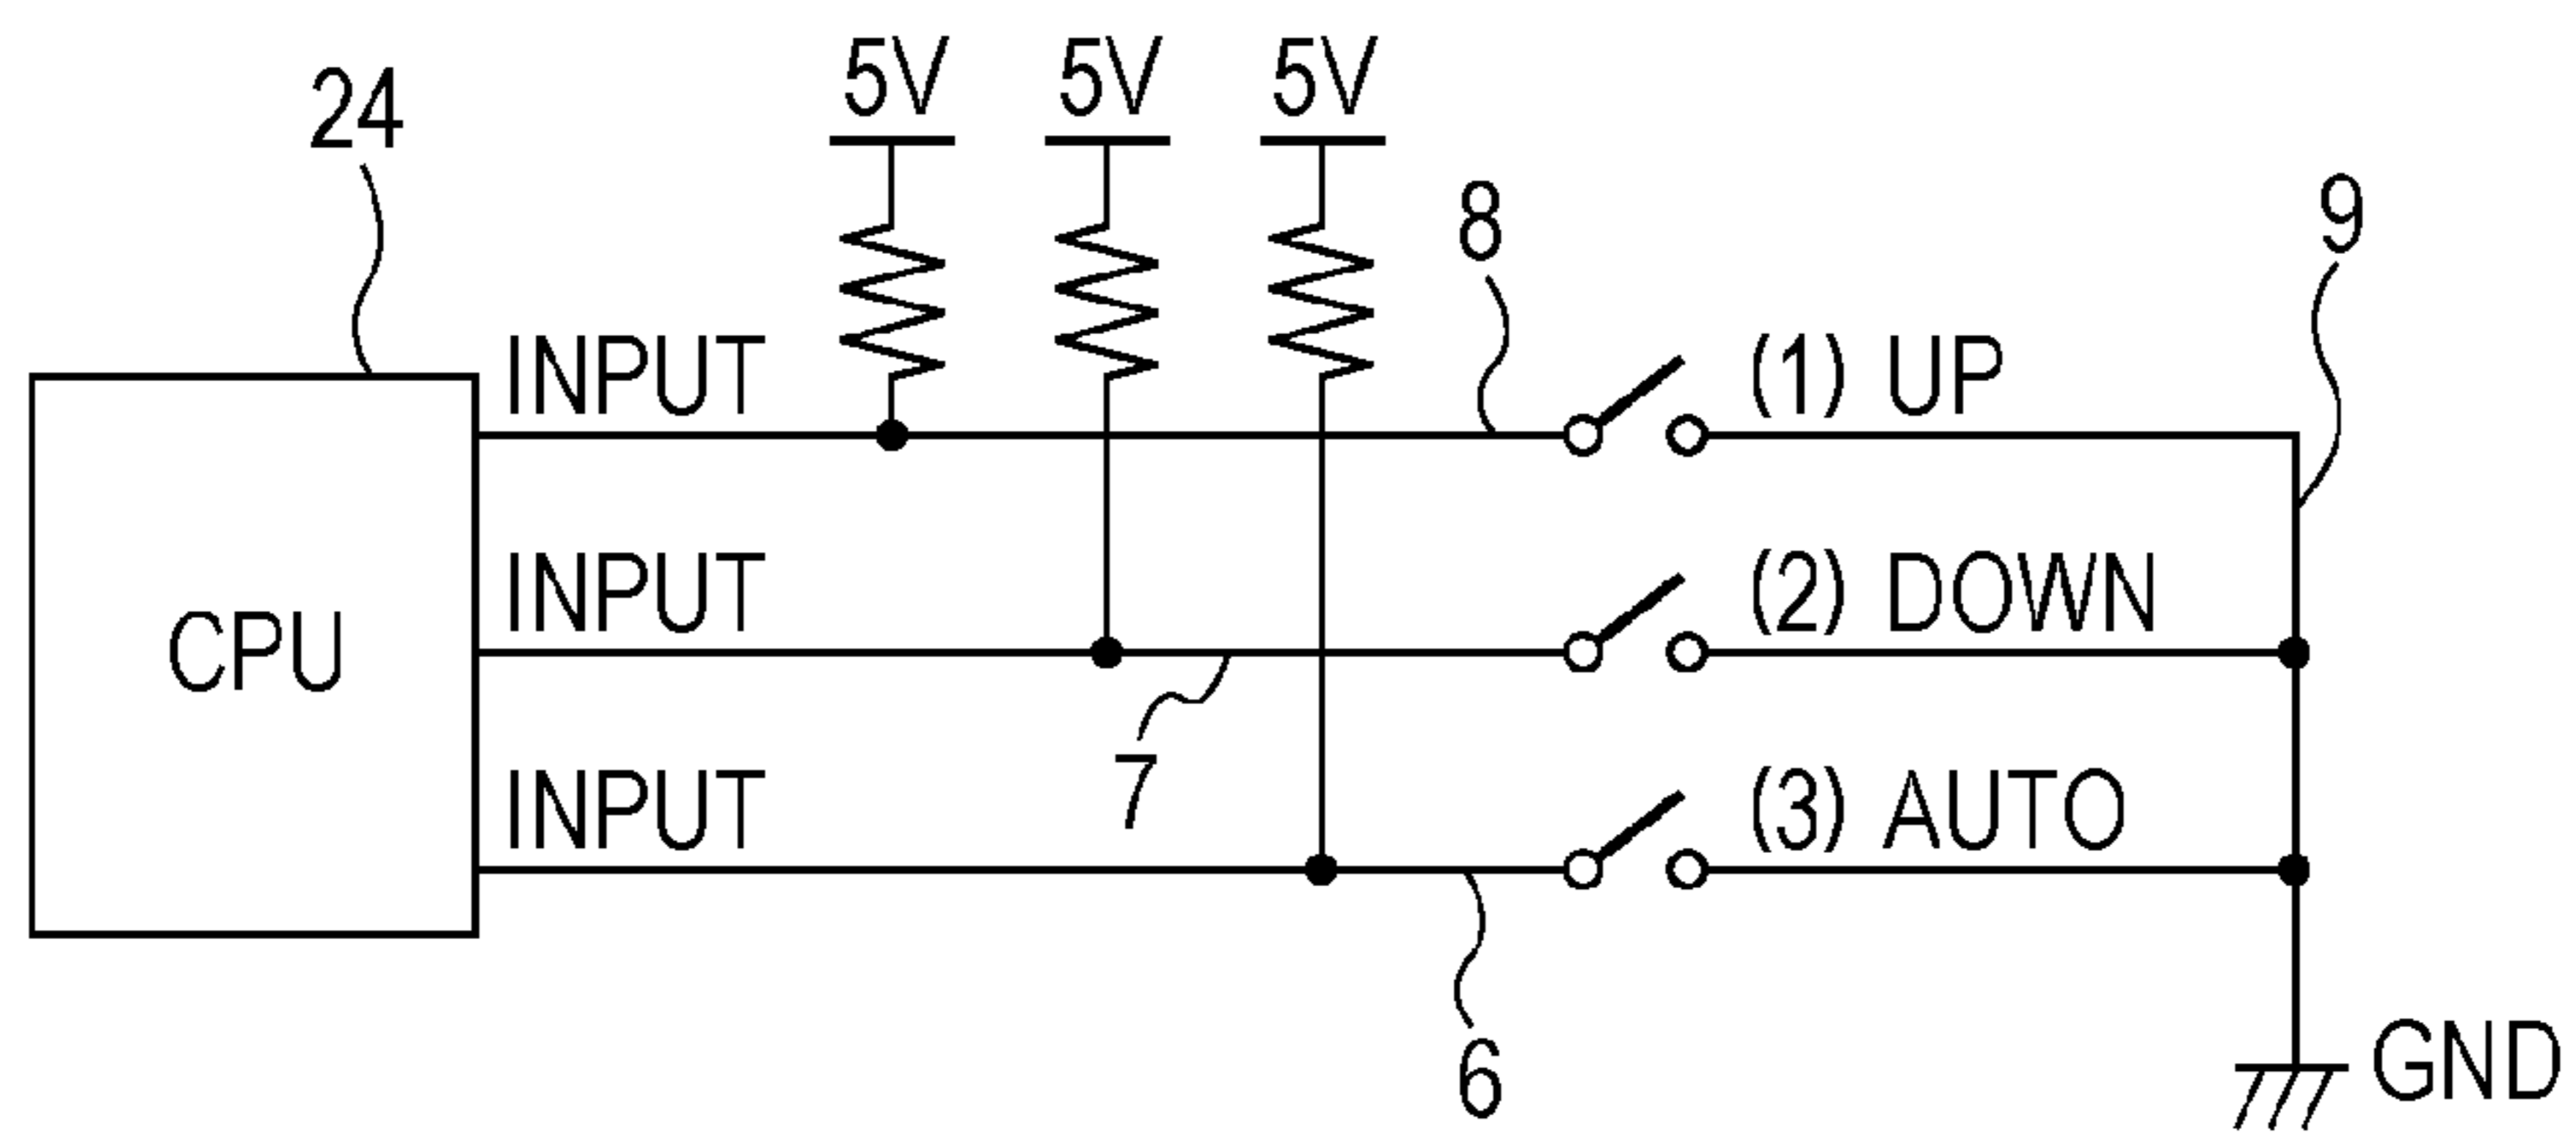 5V 5V 5V
24
8
9
INPUT
(1) UP
INPUT
(2) DOWN
CPU
7
INPUT
(3) AUTO
6
GND